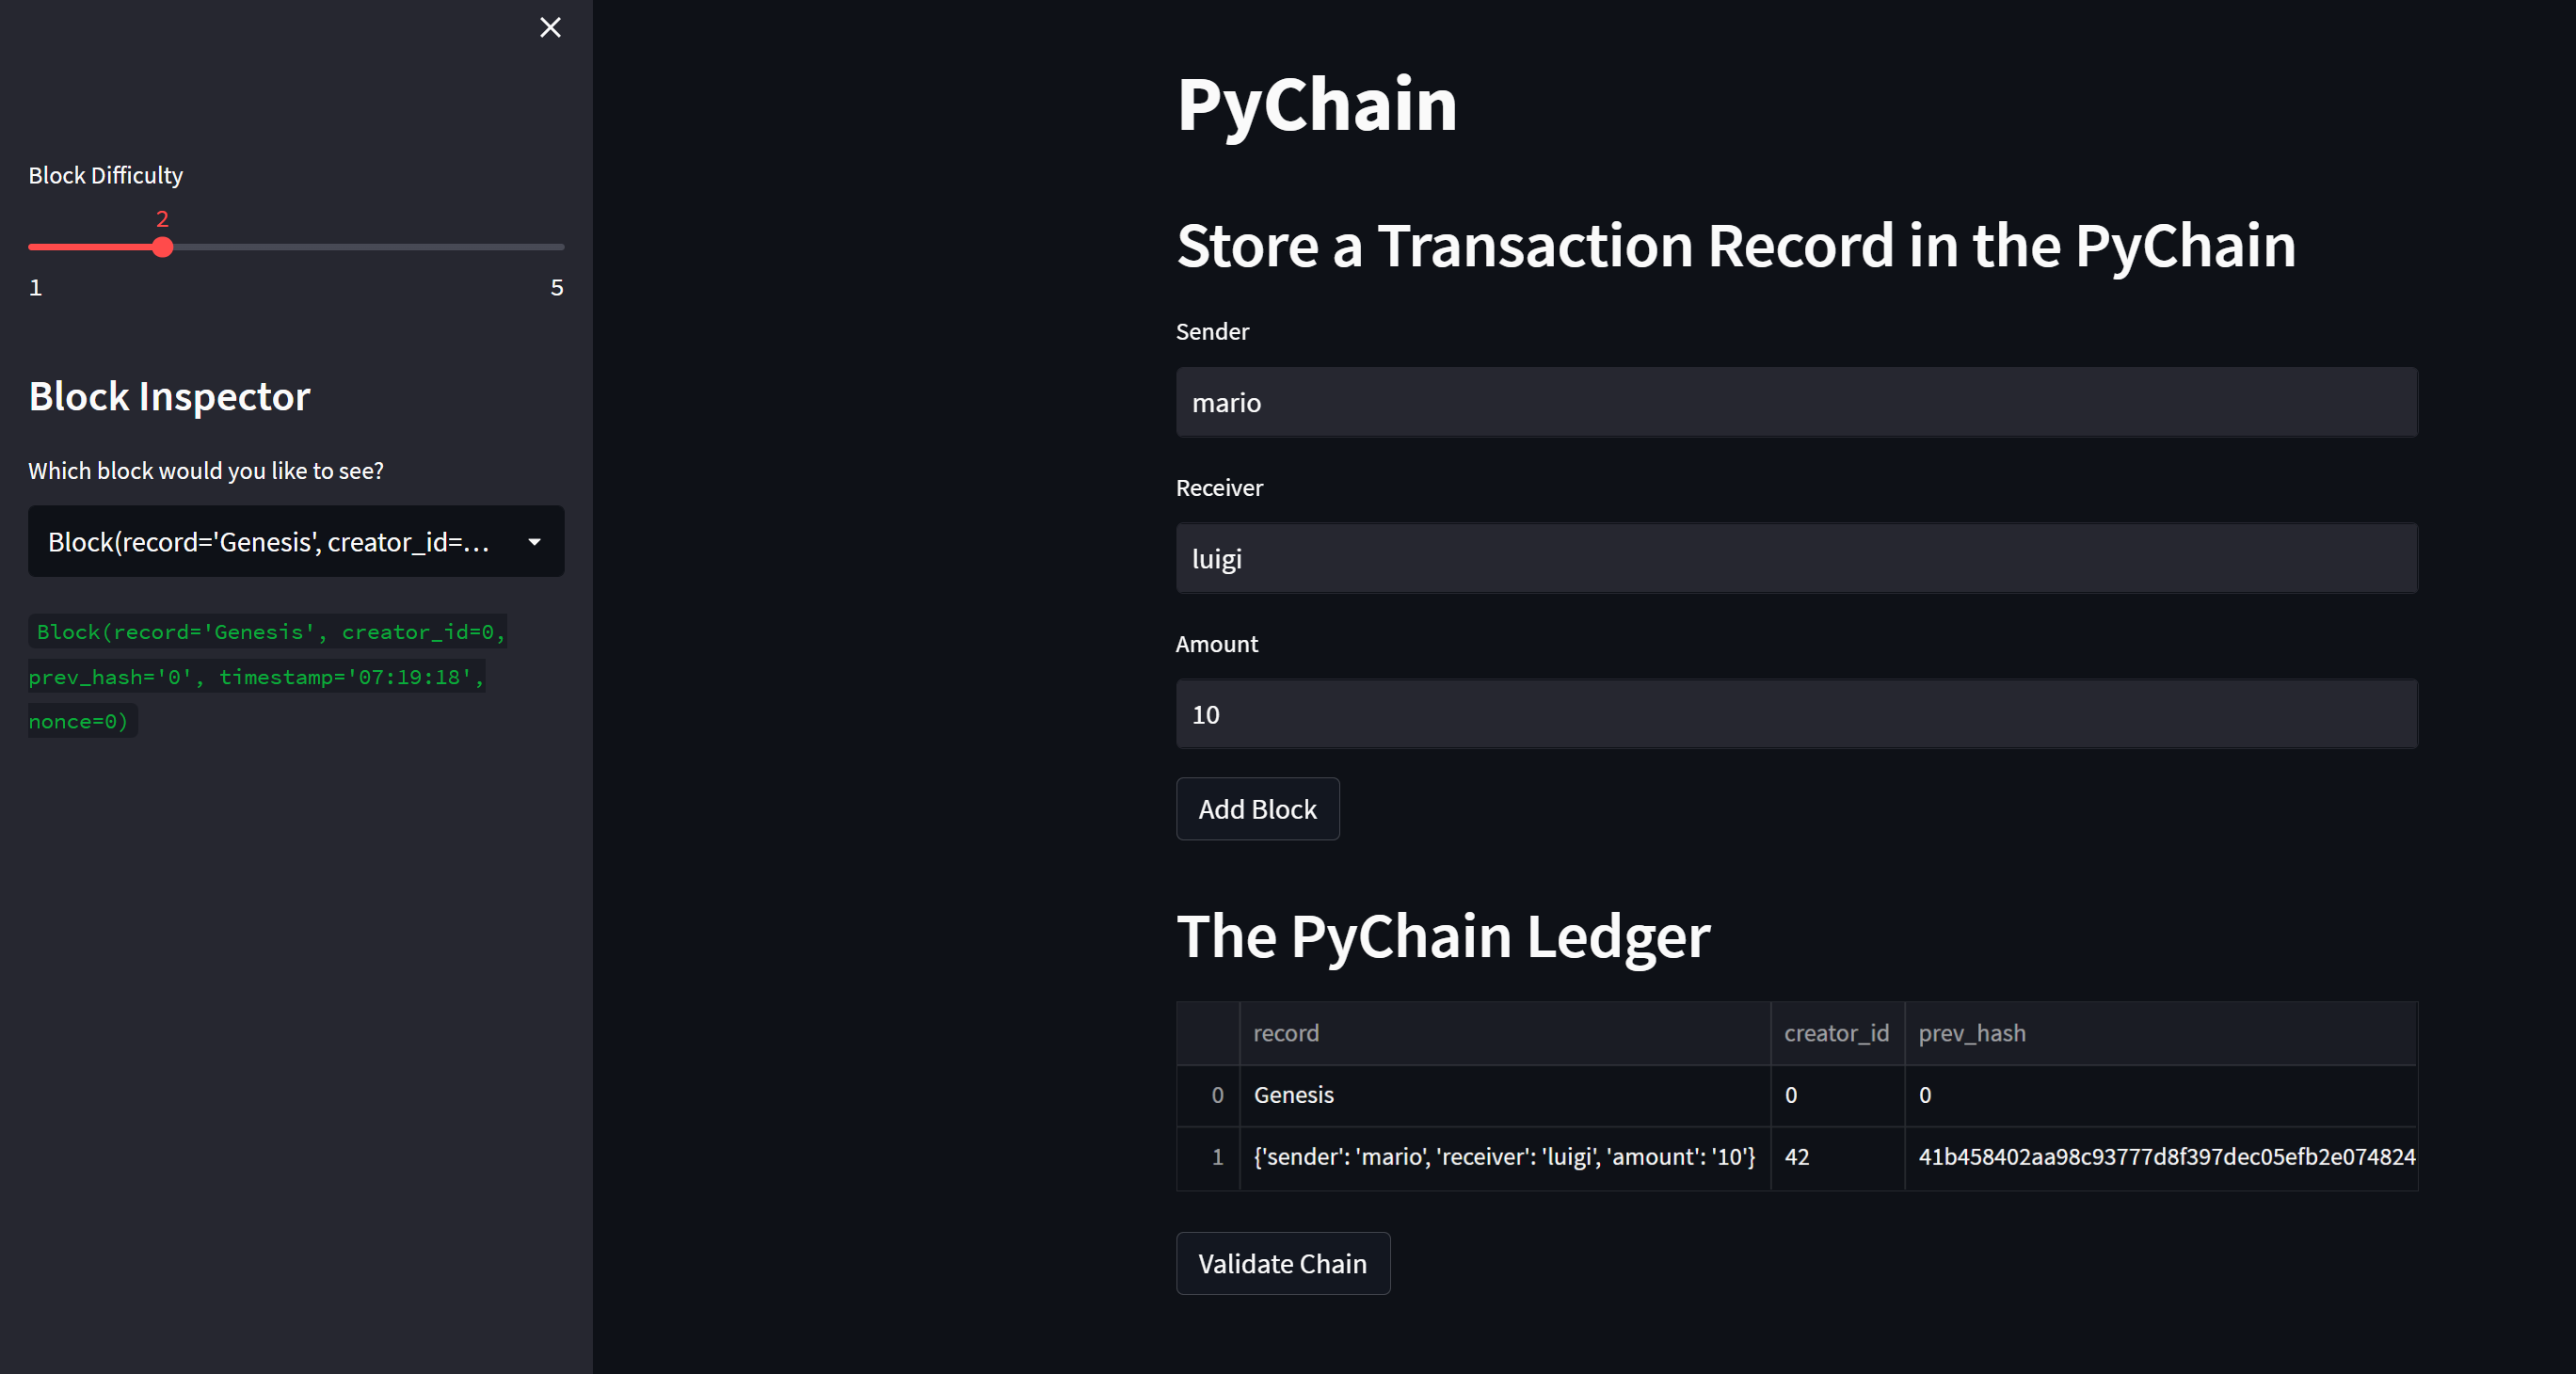 Block Difficulty
2
1 5
Block Inspector
Which block would you like to see?
Block(record='Genesis', creator_id=...
Block(record='Genesis', creator_id=0,
prev_hash='0', timestamp='07:19:18',
nonce=0)
PyChain
Store a Transaction Record in the PyChain
Sender
mario
Receiver
luigi
Amount
10
Add Block
The PyChain Ledger
record creator_id prev_hash
0 Genesis 0 0
1 {'sender': 'mario', 'receiver': 'luigi', 'amount': '10'} 42 41b458402aa98c93777d8f397dec05efb2e074824
Validate Chain